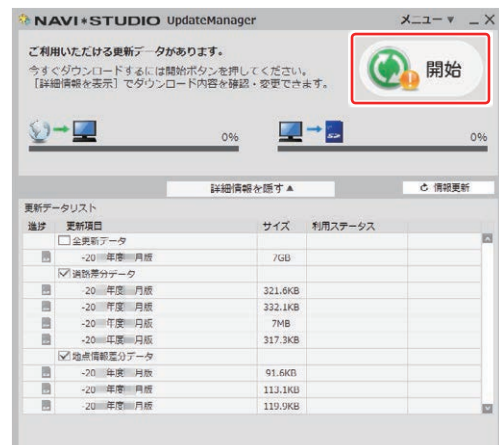 NAVI*STUDIO UpdateManager メニュー ▼ _ X
ご利用いただける更新データがあります。
今すぐダウンロードするには開始ボタンを押してください。
[詳細情報を表示] でダウンロード内容を確認・変更できます。
開始
0% 0%
詳細情報を隠す▲ 情報更新
更新データリスト
進捗 更新項目 サイズ 利用ステータス
全更新データ
-20 年度 月版 7GB
道路差分データ
-20 年度 月版 321.6KB
-20 年度 月版 332.1KB
-20 年度 月版 7MB
-20 年度 月版 317.3KB
地点情報差分データ
-20 年度 月版 91.6KB
-20 年度 月版 113.1KB
-20 年度 月版 119.9KB